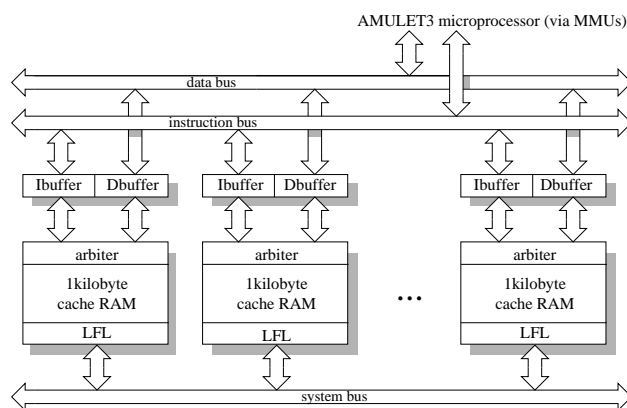 AMULET3 microprocessor (via MMUs)
data bus
instruction bus
Ibuffer Dbuffer
Ibuffer Dbuffer
Ibuffer Dbuffer
arbiter
1kilobyte
cache RAM
LFL
arbiter
1kilobyte
cache RAM
LFL
...
arbiter
1kilobyte
cache RAM
LFL
system bus